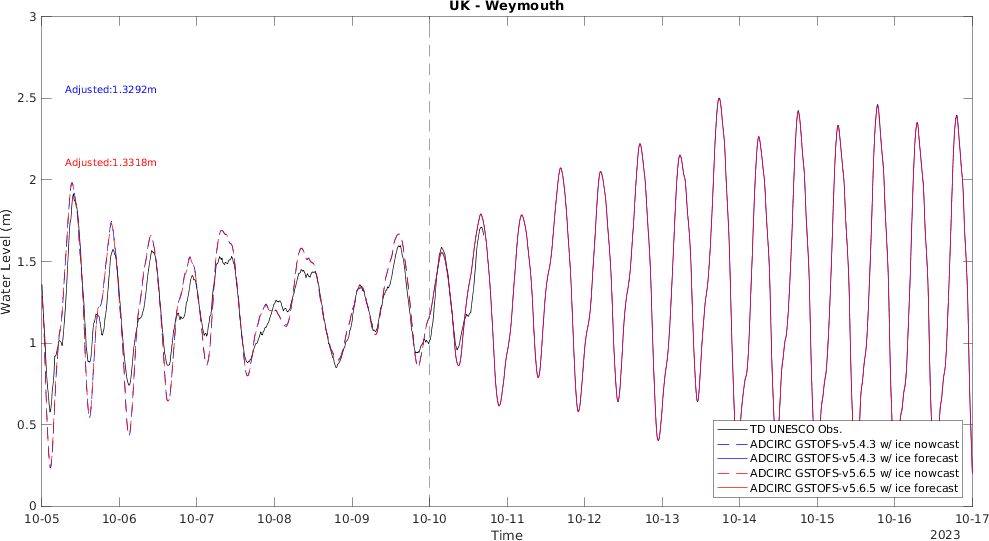 UK - Weymouth
3
2.5
2
1.5
1
0.5
0
Water Level (m)
Adjusted:1.3292m
Adjusted:1.3318m
TD UNESCO Obs.
ADCIRC GSTOFS-v5.4.3 w/ ice nowcast
ADCIRC GSTOFS-v5.4.3 w/ ice forecast
ADCIRC GSTOFS-v5.6.5 w/ ice nowcast
ADCIRC GSTOFS-v5.6.5 w/ ice forecast
10-05 10-06 10-07 10-08 10-09 10-10 10-11 10-12 10-13 10-14 10-15 10-16 10-17
Time
2023